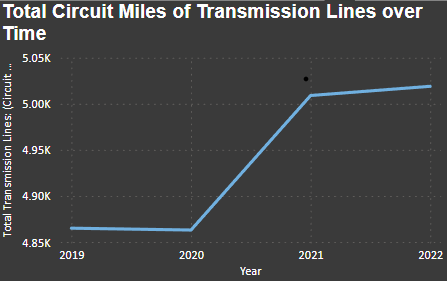 Total Circuit Miles of Transmission Lines over
Time
Total Transmission Lines: (Circuit ...
5.05K
5.00K
4.95K
4.90K
4.85K
2019 2020 2021 2022
Year